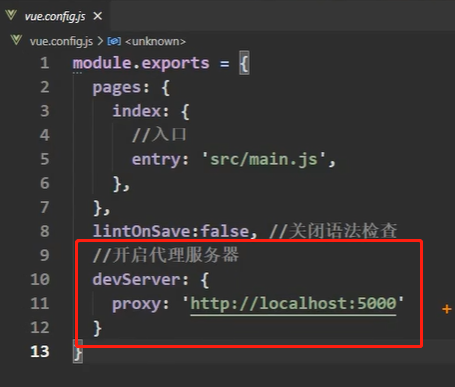 vue.config.js ×
vue.config.js > <unknown>
1 module.exports = {
2 pages: {
3 index: {
4 //入口
5 entry: 'src/main.js',
6 },
7 },
8 lintOnSave:false, //关闭语法检查
9 //开启代理服务器
10 devServer: {
11 proxy: 'http://localhost:5000'
12 }
13 }